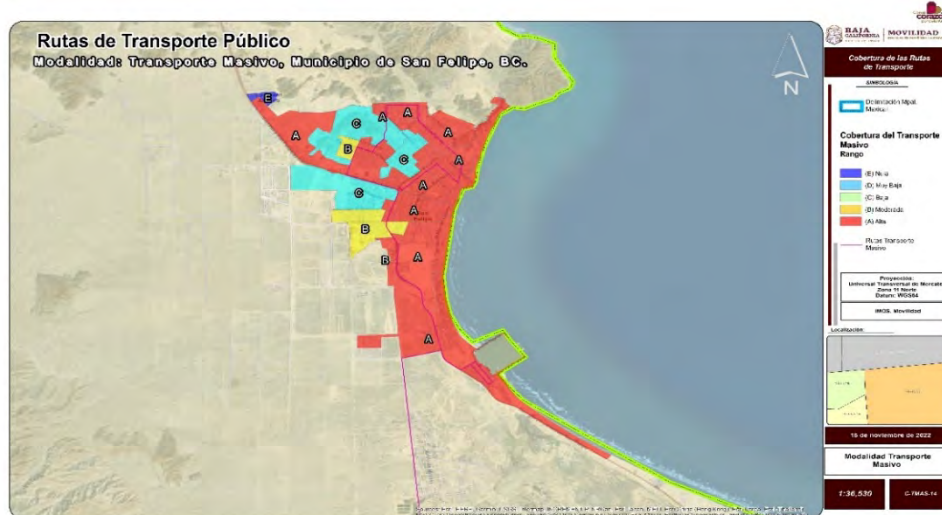 Rutas de Transporte Público
Modalidad: Transporte Masivo, Municipio de San Felipe, BC.
N
E
A
C
A
A
A
B
C
A
A
C
A
B
B
A
A
BAJA CALIFORNIA
MOVILIDAD
Cobertura de las Rutas
de Transporte
SIMBOLOGÍA
Delimitación Mpal.
Cobertura del Transporte
Masivo
Rango
(E) Nula
(D) Muy Baja
(C) Baja
(B) Moderada
(A) Alta
Rutas Transporte
Masivo
Proyección:
Universal Transversal de Mercator
Zona 11 Norte
Datum: WGS84
IMOS, Movilidad
Localización:
15 de noviembre de 2022
Modalidad Transporte
Masivo
1:36,530
C-TMAS-14